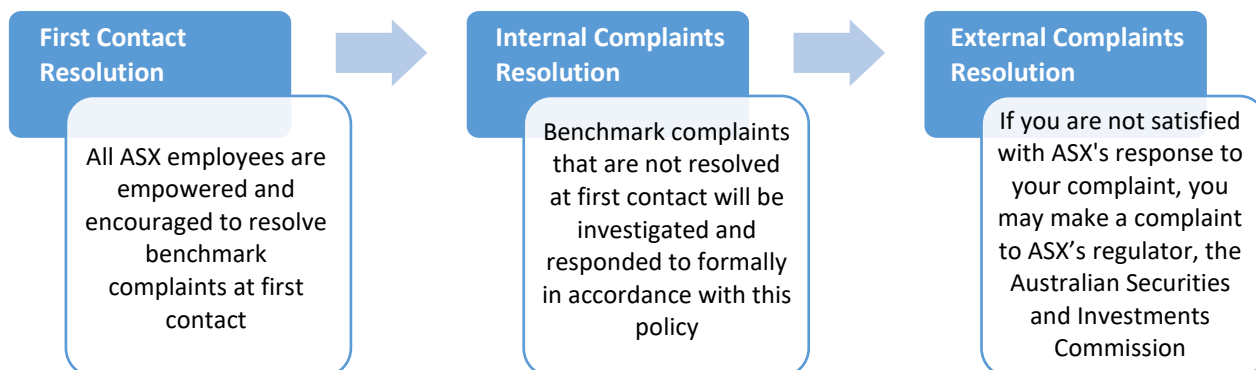 First Contact
Resolution
All ASX employees are
empowered and
encouraged to resolve
benchmark
complaints at first
contact
Internal Complaints
Resolution
Benchmark complaints
that are not resolved
at first contact will be
investigated and
responded to formally
in accordance with this
policy
External Complaints
Resolution
If you are not satisfied
with ASX's response to
your complaint, you
may make a complaint
to ASX’s regulator, the
Australian Securities
and Investments
Commission